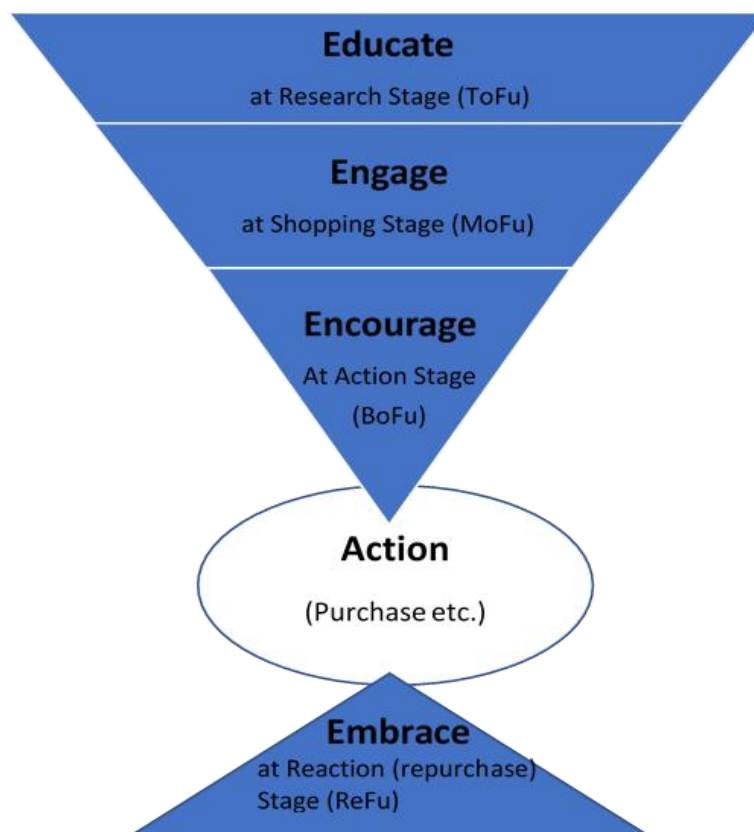 Educate
at Research Stage (ToFu)
Engage
at Shopping Stage (MoFu)
Encourage
At Action Stage
(BoFu)
Action
(Purchase etc.)
Embrace
at Reaction (repurchase)
Stage (ReFu)